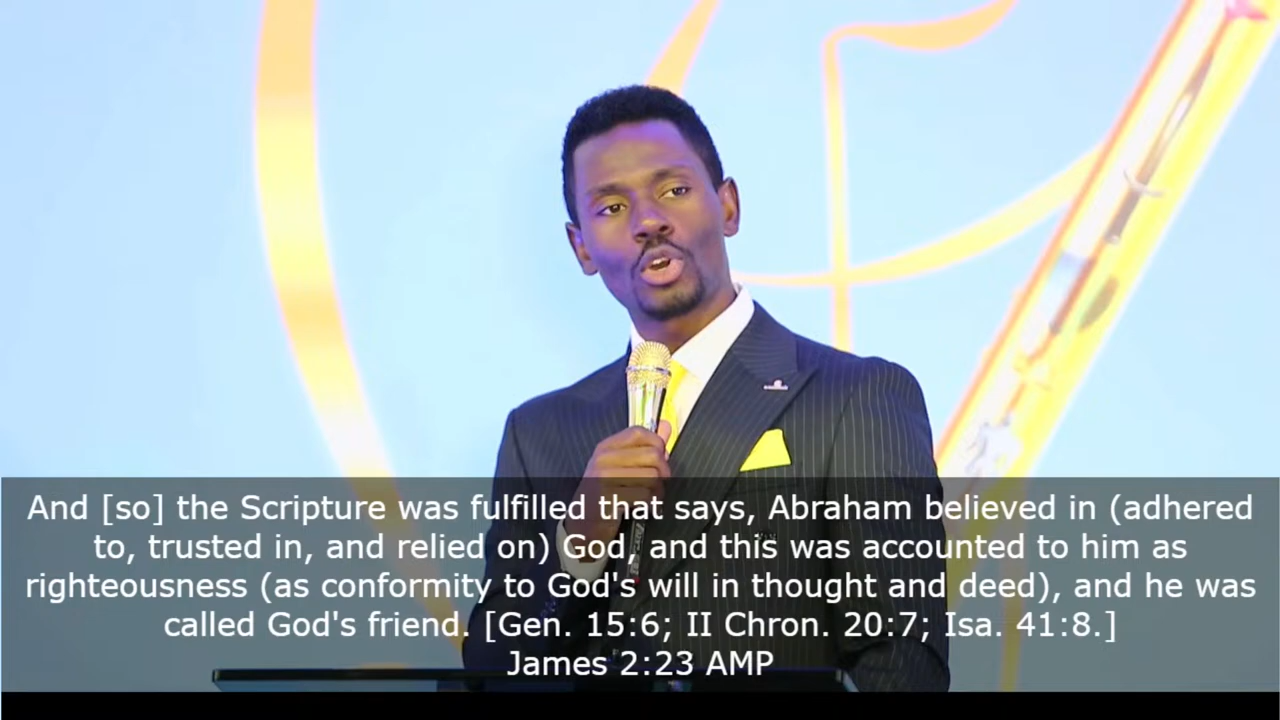 And [so] the Scripture was fulfilled that says, Abraham believed in (adhered
to, trusted in, and relied on) God, and this was accounted to him as
righteousness (as conformity to God's will in thought and deed), and he was
called God's friend. [Gen. 15:6; II Chron. 20:7; Isa. 41:8.]
James 2:23 AMP